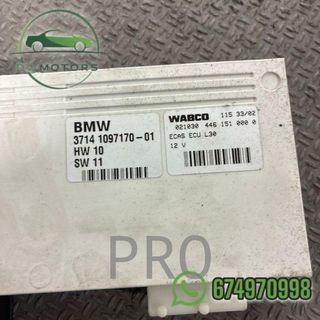 MOTORS
BMW
3714 1097170-01
HW 10
SW 11
WABCO 115 33/02
021030 446 151 000 0
ECAS ECU L30
12 V
PRO
674970998